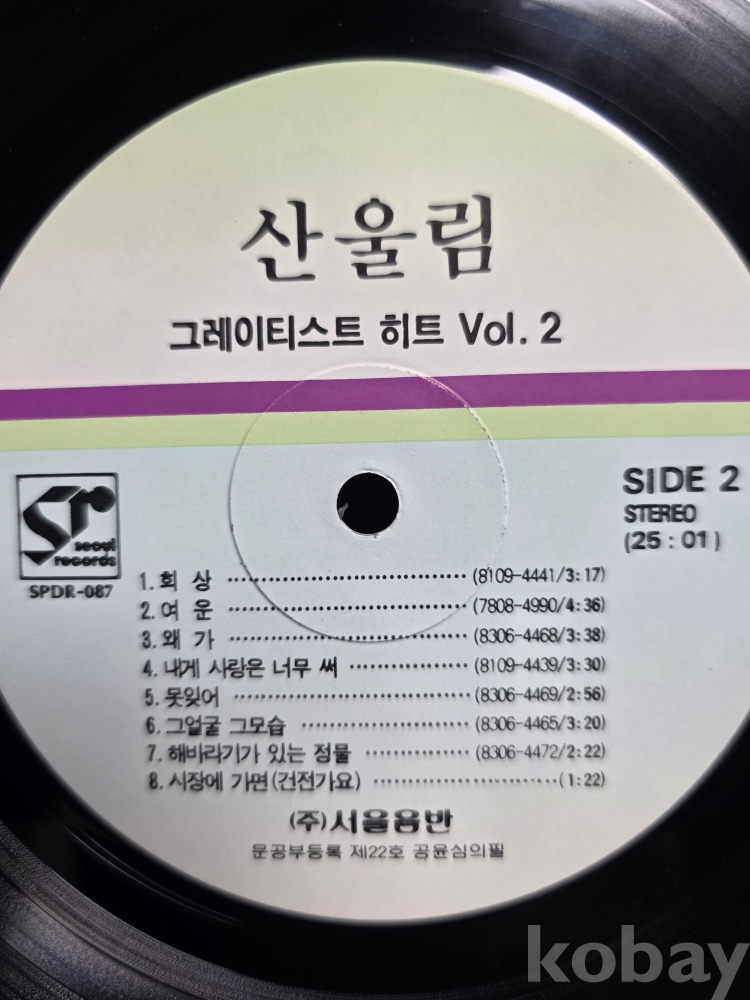 산울림
그레이티스트 히트 Vol. 2
Sr
seoul
records
SPDR-087
SIDE 2
STEREO
(25 : 01)
1. 회 상 ················ (8109-4441/3:17)
2. 여 운 ················ (7808-4990/4:36)
3. 왜 가 ················ (8306-4468/3:38)
4. 내게 사랑은 너무 써 ················ (8109-4439/3:30)
5. 못잊어 ················ (8306-4469/2:56)
6. 그얼굴 그모습 ················ (8306-4465/3:20)
7. 해바라기가 있는 정물 ················ (8306-4472/2:22)
8. 시장에 가면(건전가요) ················ (1:22)
(주)서울음반
문공부등록 제22호 공윤심의필
kobay